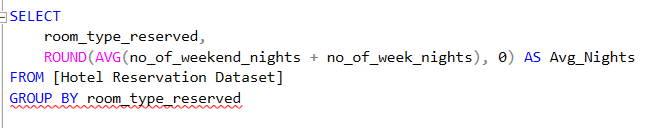 SELECT
    room_type_reserved,
    ROUND(AVG(no_of_weekend_nights + no_of_week_nights), 0) AS Avg_Nights
FROM [Hotel Reservation Dataset]
GROUP BY room_type_reserved